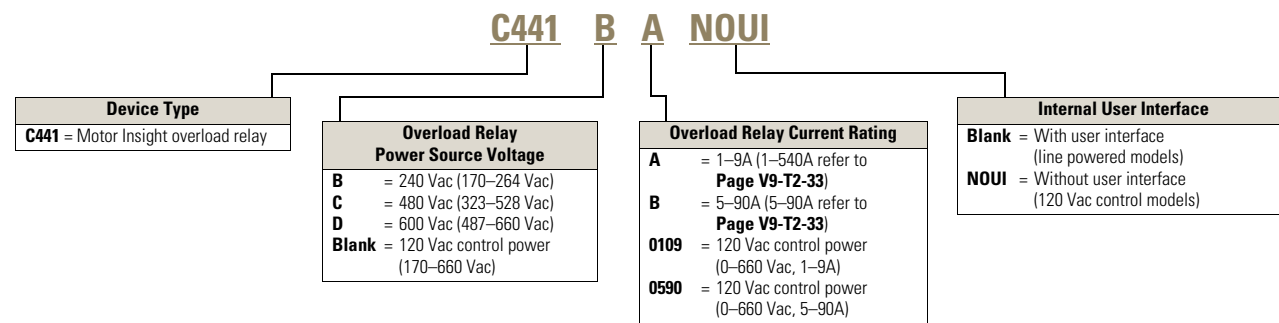 C441 B A NOUI
Device Type
C441 = Motor Insight overload relay
Overload Relay
Power Source Voltage
B = 240 Vac (170–264 Vac)
C = 480 Vac (323–528 Vac)
D = 600 Vac (487–660 Vac)
Blank = 120 Vac control power
(170–660 Vac)
Overload Relay Current Rating
A = 1–9A (1–540A refer to
Page V9-T2-33)
B = 5–90A (5–90A refer to
Page V9-T2-33)
0109 = 120 Vac control power
(0–660 Vac, 1–9A)
0590 = 120 Vac control power
(0–660 Vac, 5–90A)
Internal User Interface
Blank = With user interface
(line powered models)
NOUI = Without user interface
(120 Vac control models)